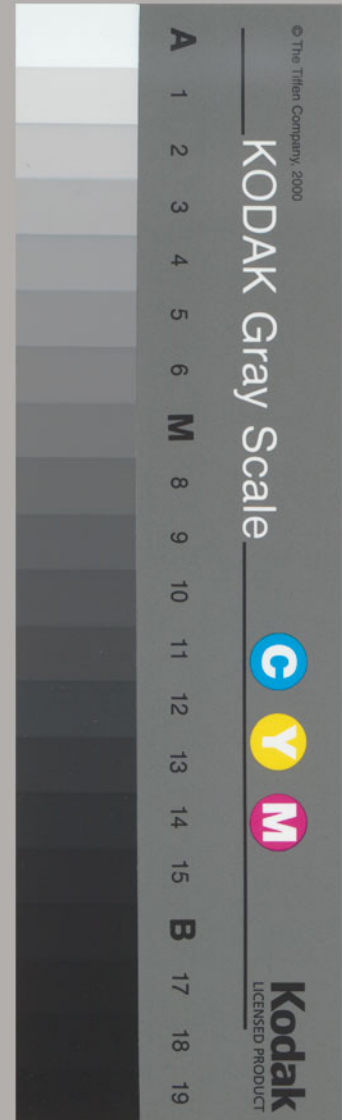 © The Tiffen Company, 2000
KODAK Gray Scale
C Y M
Kodak
LICENSED PRODUCT
A 1 2 3 4 5 6 M 8 9 10 11 12 13 14 15 B 17 18 19